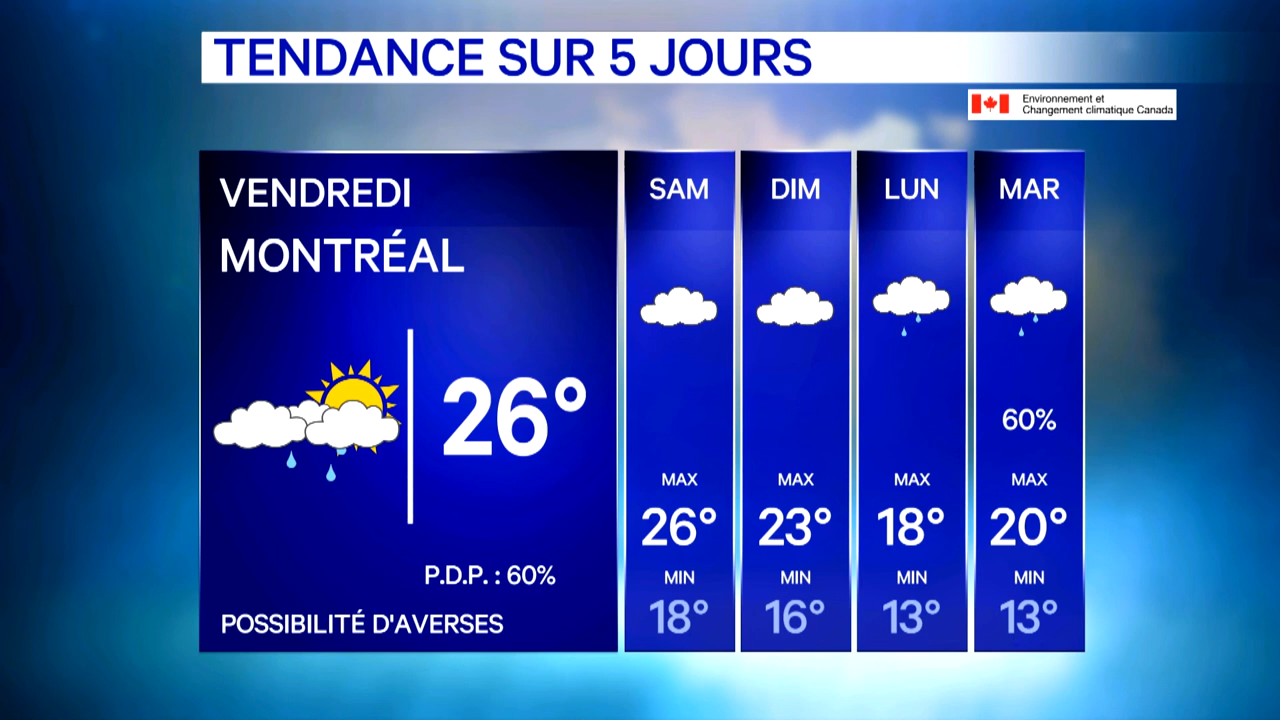 TENDANCE SUR 5 JOURS
Environnement et
Changement climatique Canada
VENDREDI
MONTRÉAL
26°
P.D.P. : 60%
POSSIBILITÉ D'AVERSES
SAM
MAX
26°
MIN
18°
DIM
MAX
23°
MIN
16°
LUN
MAX
18°
MIN
13°
MAR
60%
MAX
20°
MIN
13°